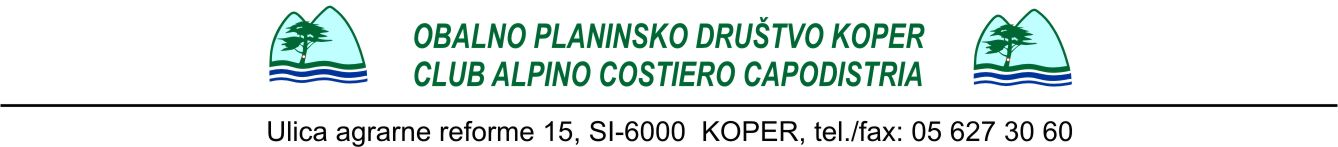 OBALNO PLANINSKO DRUŠTVO KOPER
CLUB ALPINO COSTIERO CAPODISTRIA
Ulica agrarne reforme 15, SI-6000  KOPER, tel./fax: 05 627 30 60